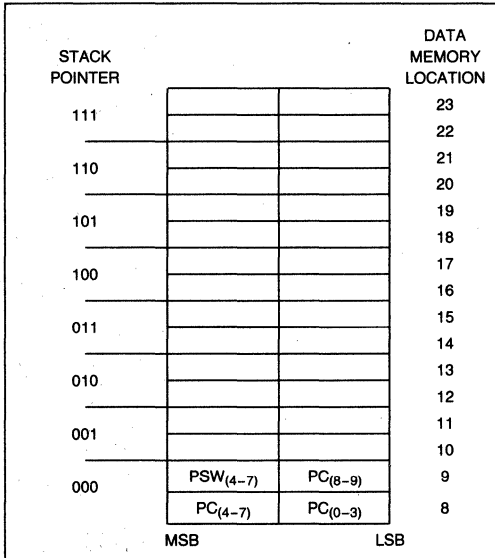 DATA
STACK MEMORY
POINTER LOCATION
111 23
22
110 21
20
101 19
18
100 17
16
011 15
14
010 13
12
001 11
10
000 PSW(4–7) PC(8–9) 9
PC(4–7) PC(0–3) 8
MSB LSB